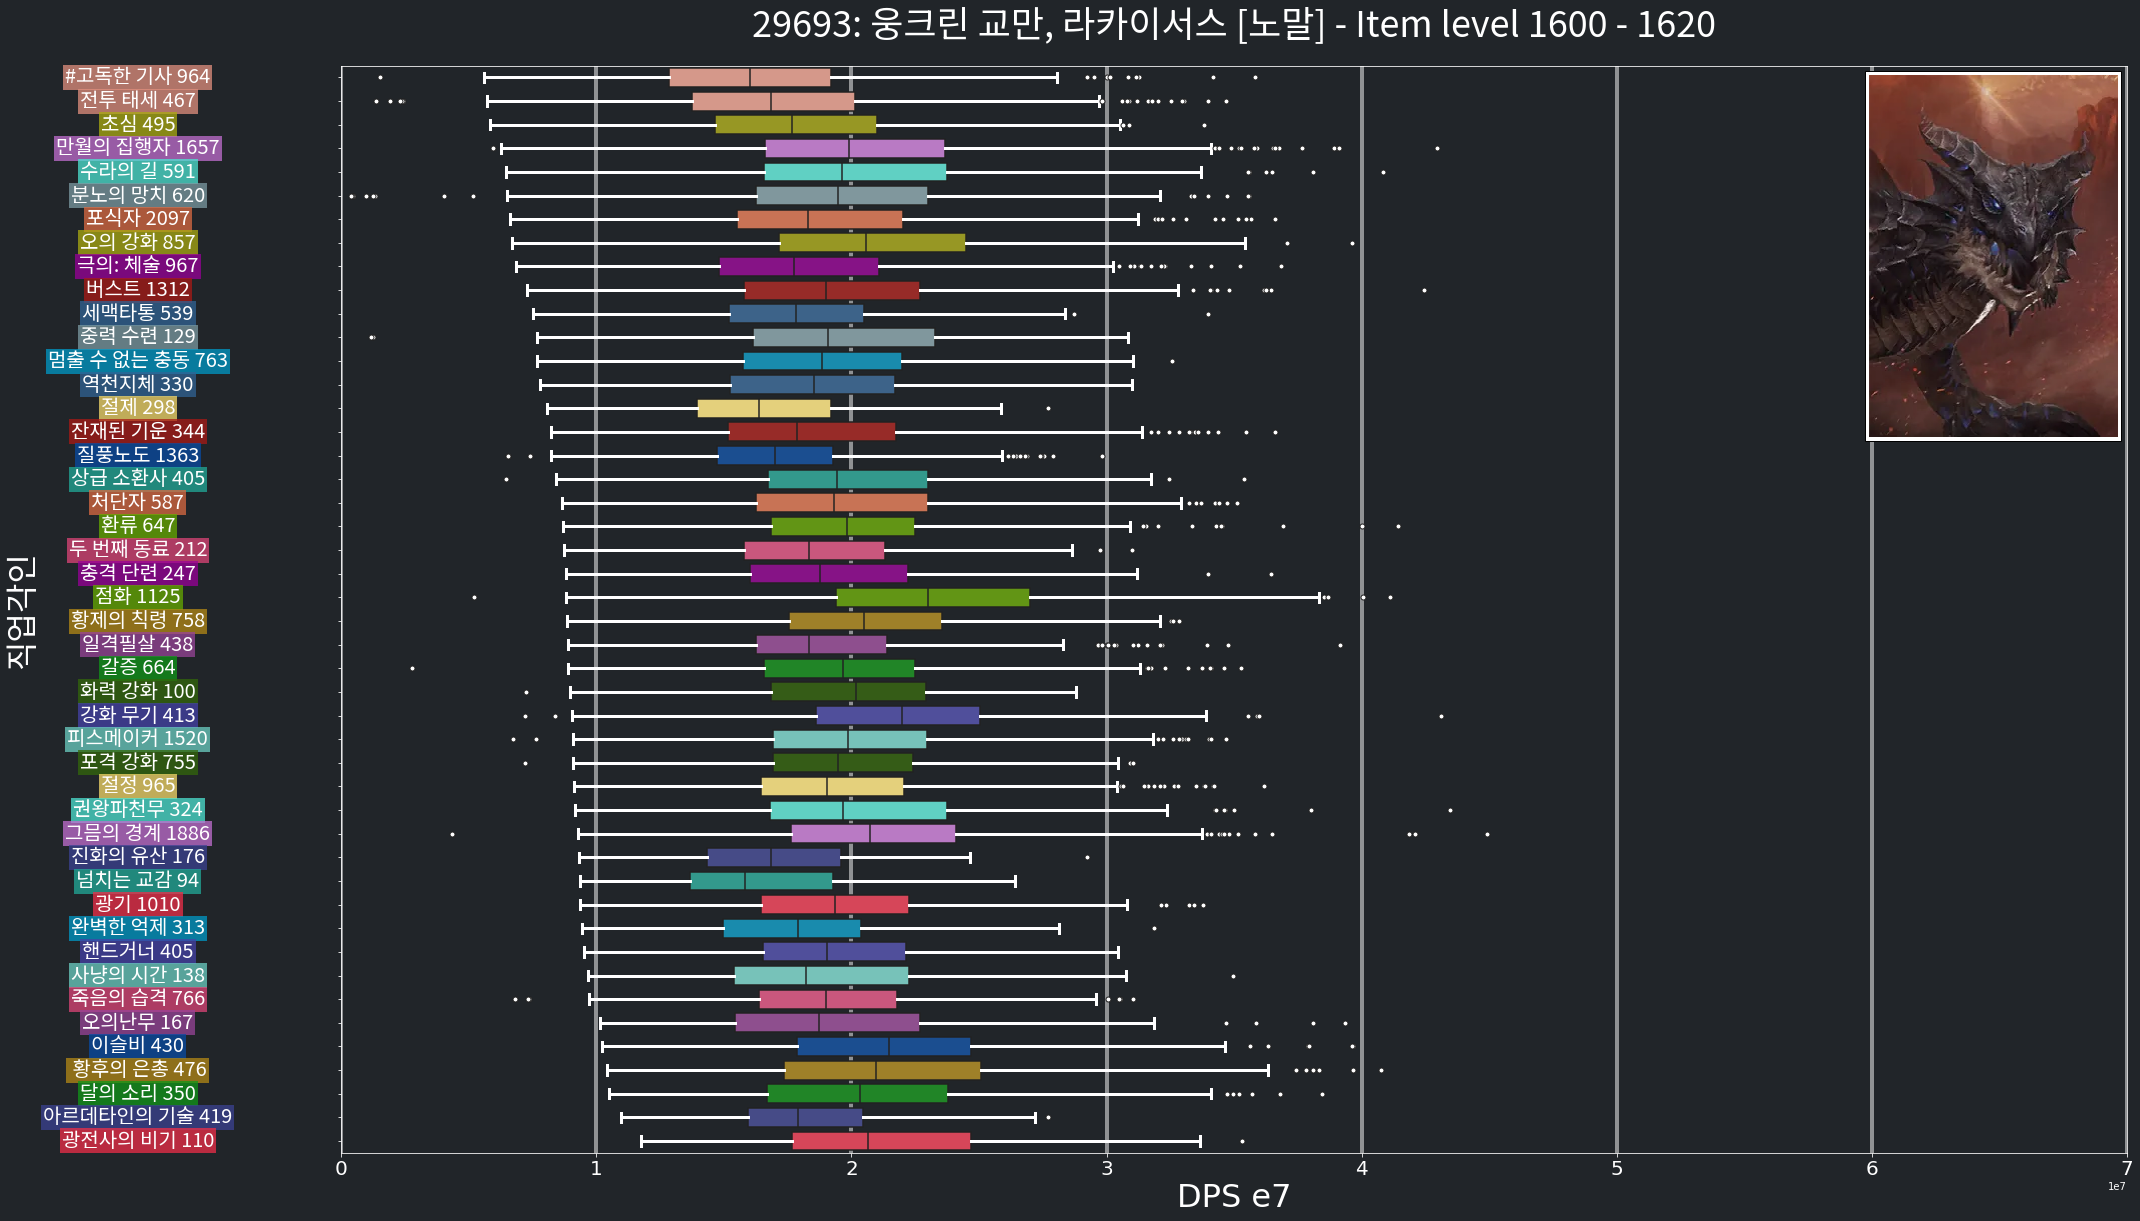 29693: 웅크린 교만, 라카이서스 [노말] - Item level 1600 - 1620
직업각인
#고독한 기사 964
전투 태세 467
초심 495
만월의 집행자 1657
수라의 길 591
분노의 망치 620
포식자 2097
오의 강화 857
극의: 체술 967
버스트 1312
세맥타통 539
중력 수련 129
멈출 수 없는 충동 763
역천지체 330
절제 298
잔재된 기운 344
질풍노도 1363
상급 소환사 405
처단자 587
환류 647
두 번째 동료 212
충격 단련 247
점화 1125
황제의 칙령 758
일격필살 438
갈증 664
화력 강화 100
강화 무기 413
피스메이커 1520
포격 강화 755
절정 965
권왕파천무 324
그믐의 경계 1886
진화의 유산 176
넘치는 교감 94
광기 1010
완벽한 억제 313
핸드거너 405
사냥의 시간 138
죽음의 습격 766
오의난무 167
이슬비 430
황후의 은총 476
달의 소리 350
아르데타인의 기술 419
광전사의 비기 110
0 1 2 3 4 5 6 7
1e7
DPS e7